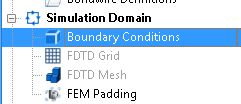 Simulation Domain
Boundary Conditions
FDTD Grid
FDTD Mesh
FEM Padding